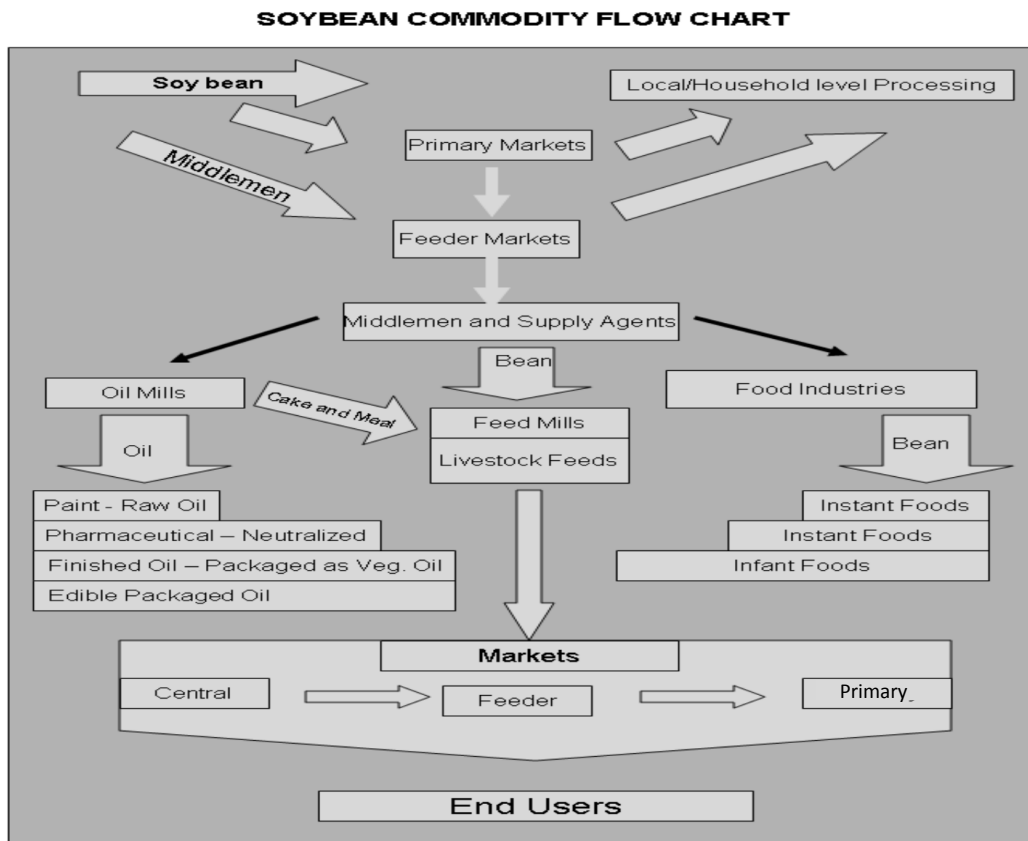 SOYBEAN COMMODITY FLOW CHART
Soy bean
Local/Household level Processing
Primary Markets
Middlemen
Feeder Markets
Middlemen and Supply Agents
Bean
Oil Mills
Cake and Meal
Food Industries
Feed Mills
Oil
Bean
Livestock Feeds
Paint - Raw Oil
Instant Foods
Pharmaceutical – Neutralized
Instant Foods
Finished Oil – Packaged as Veg. Oil
Infant Foods
Edible Packaged Oil
Markets
Central
Feeder
Primary
End Users